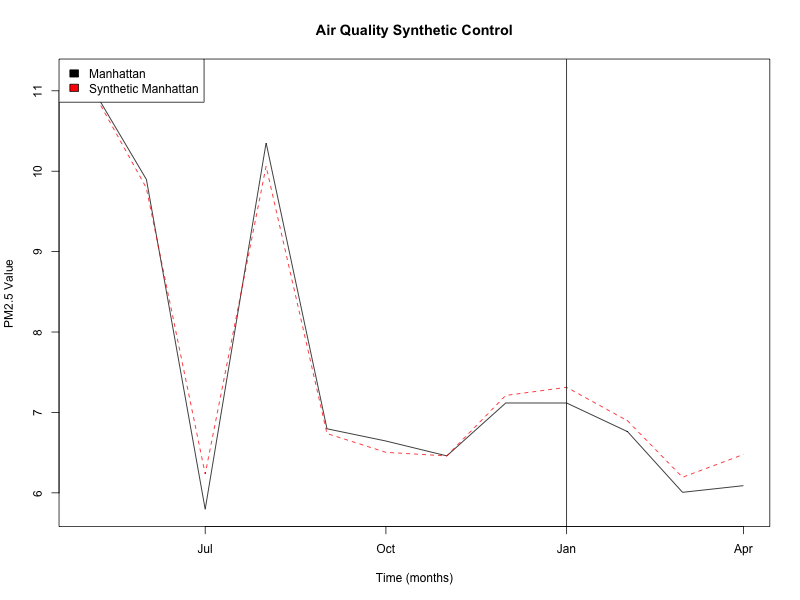 Air Quality Synthetic Control
Manhattan
Synthetic Manhattan
11
10
9
8
7
6
PM2.5 Value
Jul
Oct
Jan
Apr
Time (months)